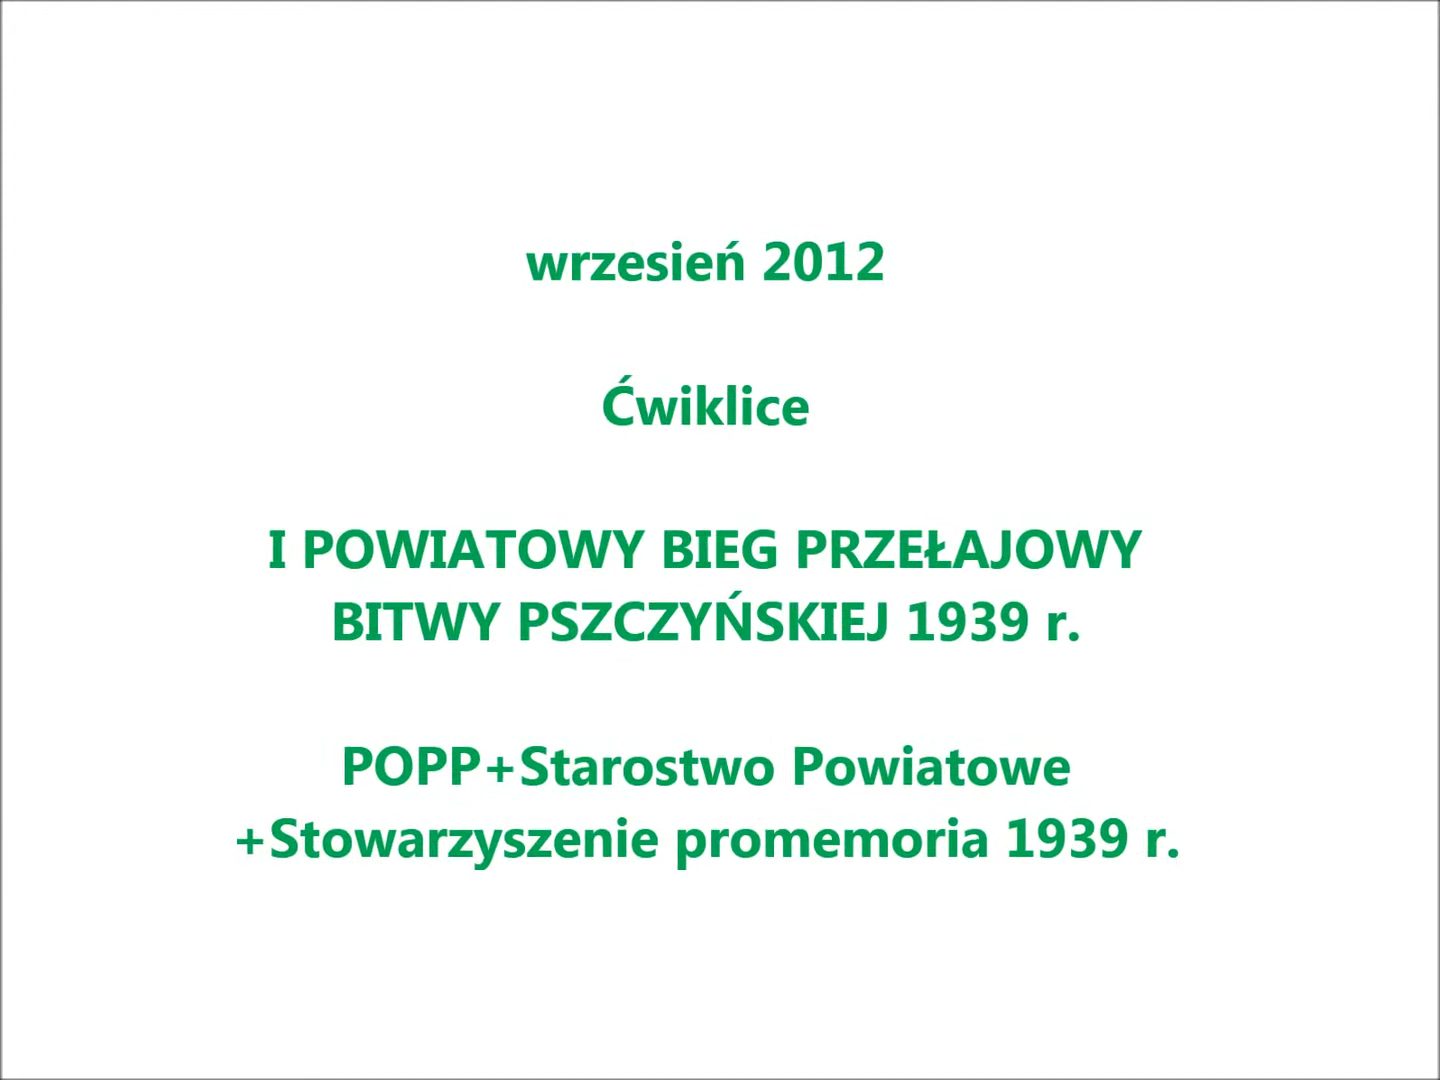 wrzesień 2012
Ćwiklice
I POWIATOWY BIEG PRZEŁAJOWY
BITWY PSZCZYŃSKIEJ 1939 r.
POPP+Starostwo Powiatowe
+Stowarzyszenie promemoria 1939 r.